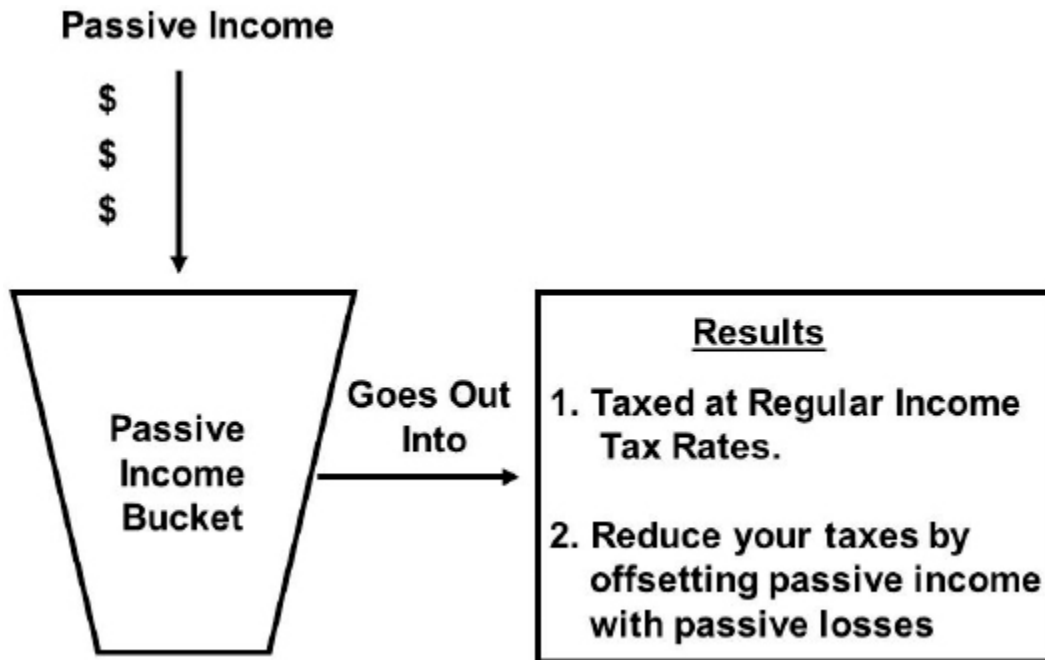 Passive Income
$
$
$
Passive
Income
Bucket
Goes Out
Into
Results
1. Taxed at Regular Income
Tax Rates.
2. Reduce your taxes by
offsetting passive income
with passive losses